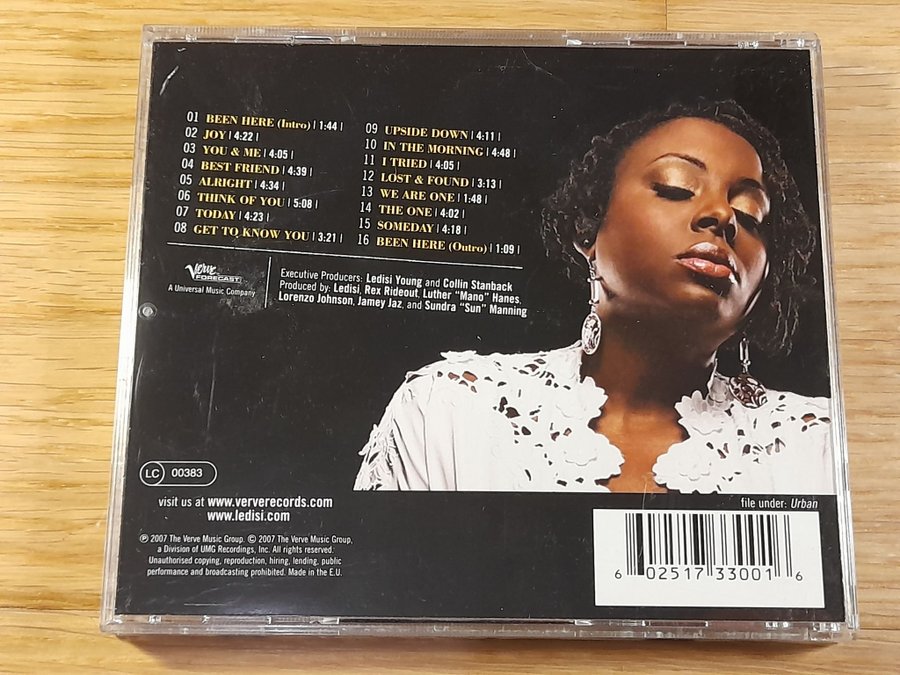 01 BEEN HERE (Intro) | 1:44 |
02 JOY | 4:22 |
03 YOU & ME | 4:05 |
04 BEST FRIEND | 4:39 |
05 ALRIGHT | 4:34 |
06 THINK OF YOU | 5:08 |
07 TODAY | 4:23 |
08 GET TO KNOW YOU | 3:21 |
09 UPSIDE DOWN | 4:11 |
10 IN THE MORNING | 4:48 |
11 I TRIED | 4:05 |
12 LOST & FOUND | 3:13 |
13 WE ARE ONE | 1:48 |
14 THE ONE | 4:02 |
15 SOMEDAY | 4:18 |
16 BEEN HERE (Outro) | 1:09 |
Verve
FORECAST
A Universal Music Company
Executive Producers: Ledisi Young and Collin Stanback
Produced by: Ledisi, Rex Rideout, Luther "Mano" Hanes,
Lorenzo Johnson, Jamey Jaz, and Sundra "Sun" Manning
LC 00383
visit us at www.ververecords.com
www.ledisi.com
℗ 2007 The Verve Music Group. © 2007 The Verve Music Group,
a Division of UMG Recordings, Inc. All rights reserved.
Unauthorised copying, reproduction, hiring, lending, public
performance and broadcasting prohibited. Made in the E.U.
file under: Urban
6 02517 33001 6